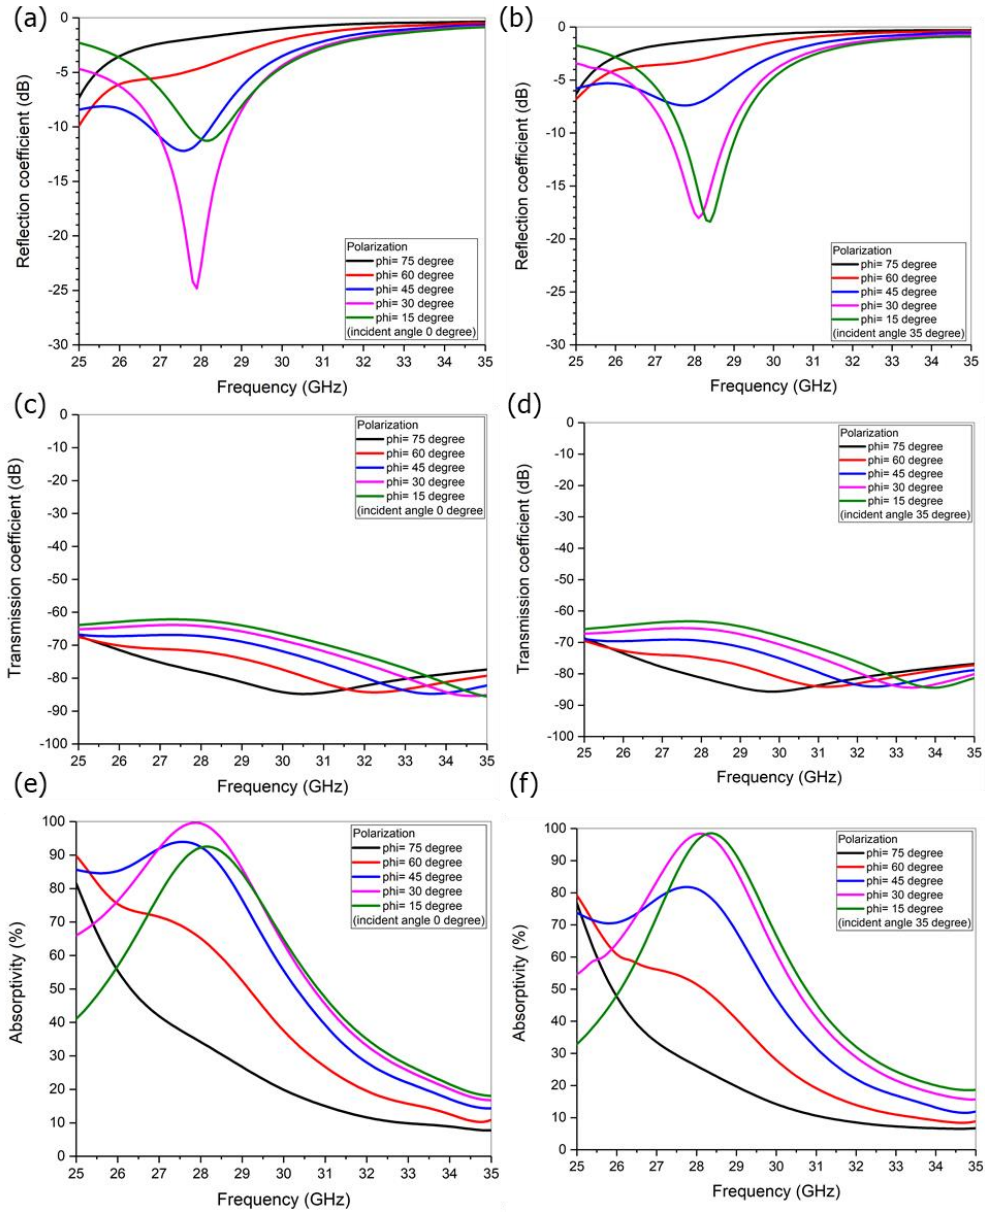 (a)
0
-5
-10
-15
-20
-25
-30
Reflection coefficient (dB)
Polarization
phi= 75 degree
phi= 60 degree
phi= 45 degree
phi= 30 degree
phi= 15 degree
(incident angle 0 degree)
25 26 27 28 29 30 31 32 33 34 35
Frequency (GHz)
(b)
0
-5
-10
-15
-20
-25
-30
Reflection coefficient (dB)
Polarization
phi= 75 degree
phi= 60 degree
phi= 45 degree
phi= 30 degree
phi= 15 degree
(incident angle 35 degree)
25 26 27 28 29 30 31 32 33 34 35
Frequency (GHz)
(c)
0
-10
-20
-30
-40
-50
-60
-70
-80
-90
-100
Transmission coefficient (dB)
Polarization
phi= 75 degree
phi= 60 degree
phi= 45 degree
phi= 30 degree
phi= 15 degree
(incident angle 0 degree
25 26 27 28 29 30 31 32 33 34 35
Frequency (GHz)
(d)
0
-10
-20
-30
-40
-50
-60
-70
-80
-90
-100
Transmission coefficient (dB)
Polarization
phi= 75 degree
phi= 60 degree
phi= 45 degree
phi= 30 degree
phi= 15 degree
(incident angle 35 degree)
25 26 27 28 29 30 31 32 33 34 35
Frequency (GHz)
(e)
100
90
80
70
60
50
40
30
20
10
0
Absorptivity (%)
Polarization
phi= 75 degree
phi= 60 degree
phi= 45 degree
phi= 30 degree
phi= 15 degree
(incident angle 0 degree)
25 26 27 28 29 30 31 32 33 34 35
Frequency (GHz)
(f)
100
90
80
70
60
50
40
30
20
10
0
Absorptivity (%)
Polarization
phi= 75 degree
phi= 60 degree
phi= 45 degree
phi= 30 degree
phi= 15 degree
(incident angle 35 degree)
25 26 27 28 29 30 31 32 33 34 35
Frequency (GHz)